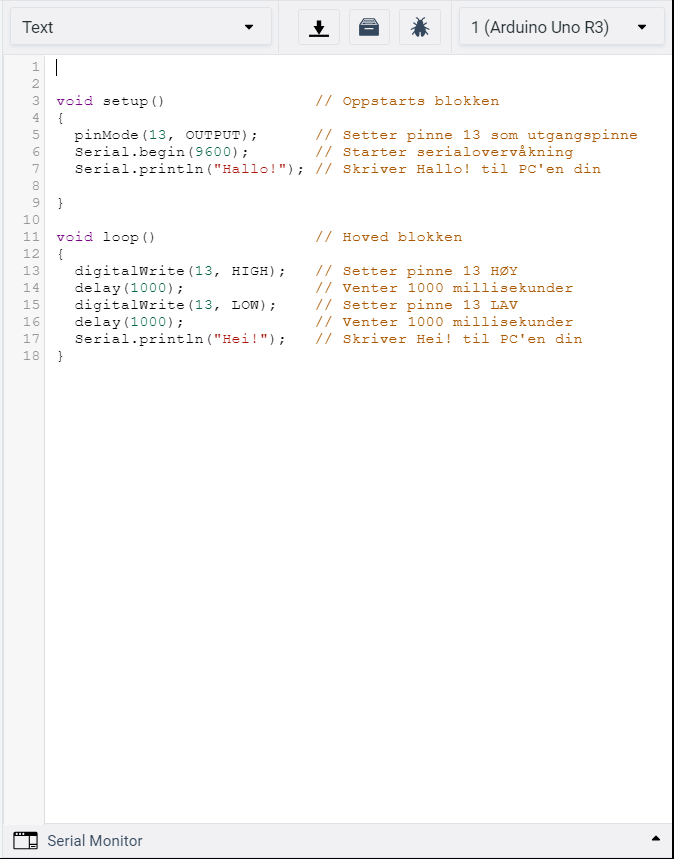 Text
1 (Arduino Uno R3)
1
2
3 void setup()                 // Oppstarts blokken
4 {
5   pinMode(13, OUTPUT);       // Setter pinne 13 som utgangspinne
6   Serial.begin(9600);        // Starter serialovervåkning
7   Serial.println("Hallo!"); // Skriver Hallo! til PC'en din
8
9 }
10
11 void loop()                  // Hoved blokken
12 {
13   digitalWrite(13, HIGH);    // Setter pinne 13 HØY
14   delay(1000);               // Venter 1000 millisekunder
15   digitalWrite(13, LOW);     // Setter pinne 13 LAV
16   delay(1000);               // Venter 1000 millisekunder
17   Serial.println("Hei!");    // Skriver Hei! til PC'en din
18 }
Serial Monitor